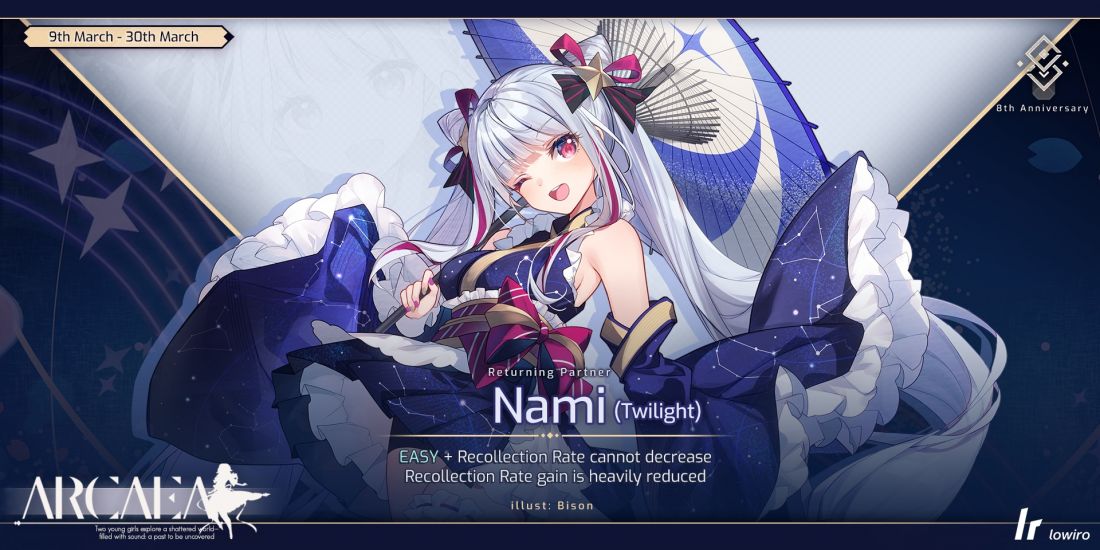 9th March - 30th March
8th Anniversary
Returning Partner
Nami (Twilight)
EASY + Recollection Rate cannot decrease
Recollection Rate gain is heavily reduced
illust: Bison
ARCAEA
Two young girls explore a shattered world—
filled with sound: a past to be uncovered
lr lowiro